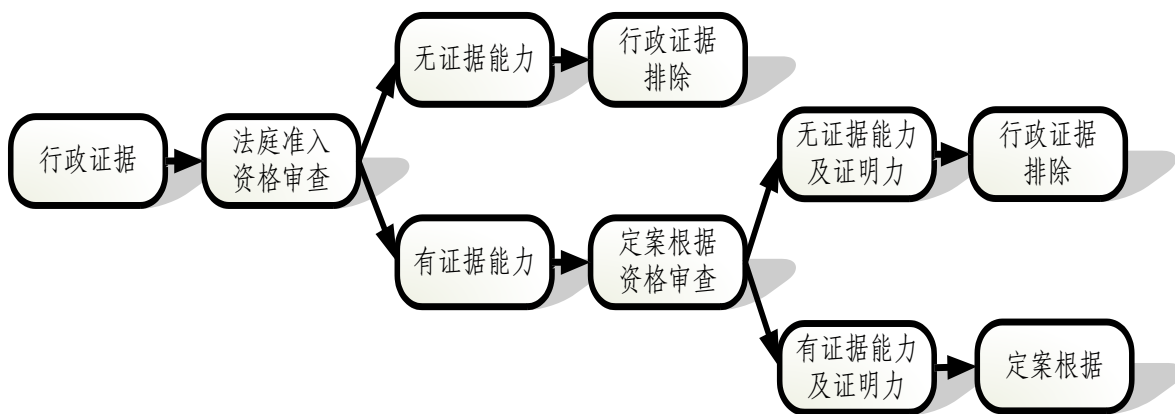 行政证据
法庭准入
资格审查
无证据能力
行政证据
排除
有证据能力
定案根据
资格审查
无证据能力
及证明力
行政证据
排除
有证据能力
及证明力
定案根据